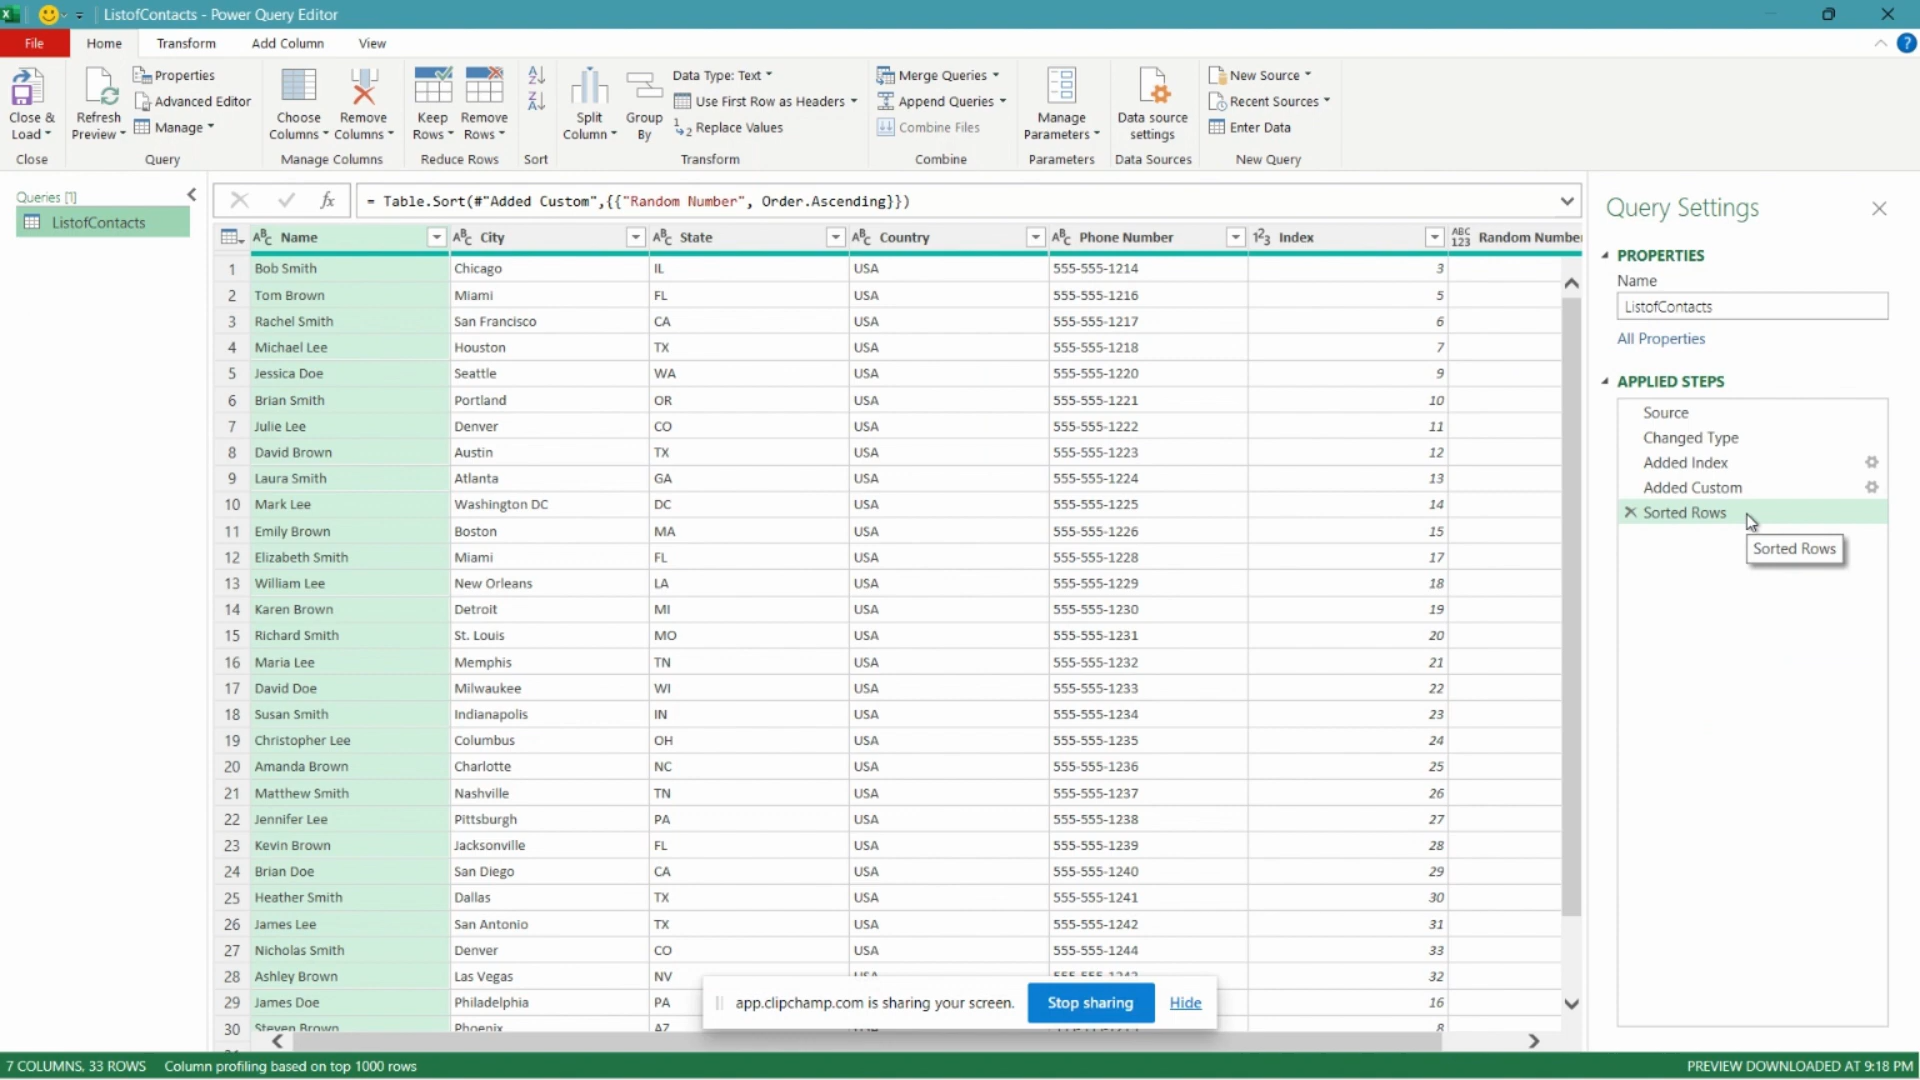 ListofContacts - Power Query Editor
File Home Transform Add Column View
Close & Load
Close
Refresh Preview
Properties
Advanced Editor
Manage
Query
Choose Columns
Remove Columns
Manage Columns
Keep Rows
Remove Rows
Reduce Rows
Sort
Split Column
Group By
Data Type: Text
Use First Row as Headers
Replace Values
Transform
Merge Queries
Append Queries
Combine Files
Combine
Manage Parameters
Parameters
Data source settings
Data Sources
New Source
Recent Sources
Enter Data
New Query
Queries [1]
ListofContacts
fx = Table.Sort(#"Added Custom",{{"Random Number", Order.Ascending}})
Name City State Country Phone Number Index Random Number
1 Bob Smith Chicago IL USA 555-555-1214 3
2 Tom Brown Miami FL USA 555-555-1216 5
3 Rachel Smith San Francisco CA USA 555-555-1217 6
4 Michael Lee Houston TX USA 555-555-1218 7
5 Jessica Doe Seattle WA USA 555-555-1220 9
6 Brian Smith Portland OR USA 555-555-1221 10
7 Julie Lee Denver CO USA 555-555-1222 11
8 David Brown Austin TX USA 555-555-1223 12
9 Laura Smith Atlanta GA USA 555-555-1224 13
10 Mark Lee Washington DC DC USA 555-555-1225 14
11 Emily Brown Boston MA USA 555-555-1226 15
12 Elizabeth Smith Miami FL USA 555-555-1228 17
13 William Lee New Orleans LA USA 555-555-1229 18
14 Karen Brown Detroit MI USA 555-555-1230 19
15 Richard Smith St. Louis MO USA 555-555-1231 20
16 Maria Lee Memphis TN USA 555-555-1232 21
17 David Doe Milwaukee WI USA 555-555-1233 22
18 Susan Smith Indianapolis IN USA 555-555-1234 23
19 Christopher Lee Columbus OH USA 555-555-1235 24
20 Amanda Brown Charlotte NC USA 555-555-1236 25
21 Matthew Smith Nashville TN USA 555-555-1237 26
22 Jennifer Lee Pittsburgh PA USA 555-555-1238 27
23 Kevin Brown Jacksonville FL USA 555-555-1239 28
24 Brian Doe San Diego CA USA 555-555-1240 29
25 Heather Smith Dallas TX USA 555-555-1241 30
26 James Lee San Antonio TX USA 555-555-1242 31
27 Nicholas Smith Denver CO USA 555-555-1244 33
28 Ashley Brown Las Vegas NV USA 555-555-1243 32
29 James Doe Philadelphia PA 16
30 Steven Brown Phoenix AZ 8
app.clipchamp.com is sharing your screen. Stop sharing Hide
Query Settings
PROPERTIES
Name
ListofContacts
All Properties
APPLIED STEPS
Source
Changed Type
Added Index
Added Custom
Sorted Rows
Sorted Rows
7 COLUMNS, 33 ROWS Column profiling based on top 1000 rows
PREVIEW DOWNLOADED AT 9:18 PM